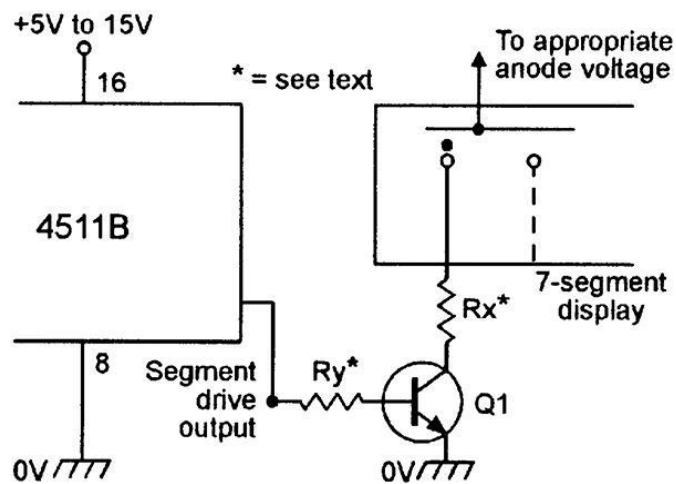 +5V to 15V
16
* = see text
To appropriate
anode voltage
4511B
7-segment
display
Rx*
8
Segment
drive
output
Ry*
Q1
0V
0V